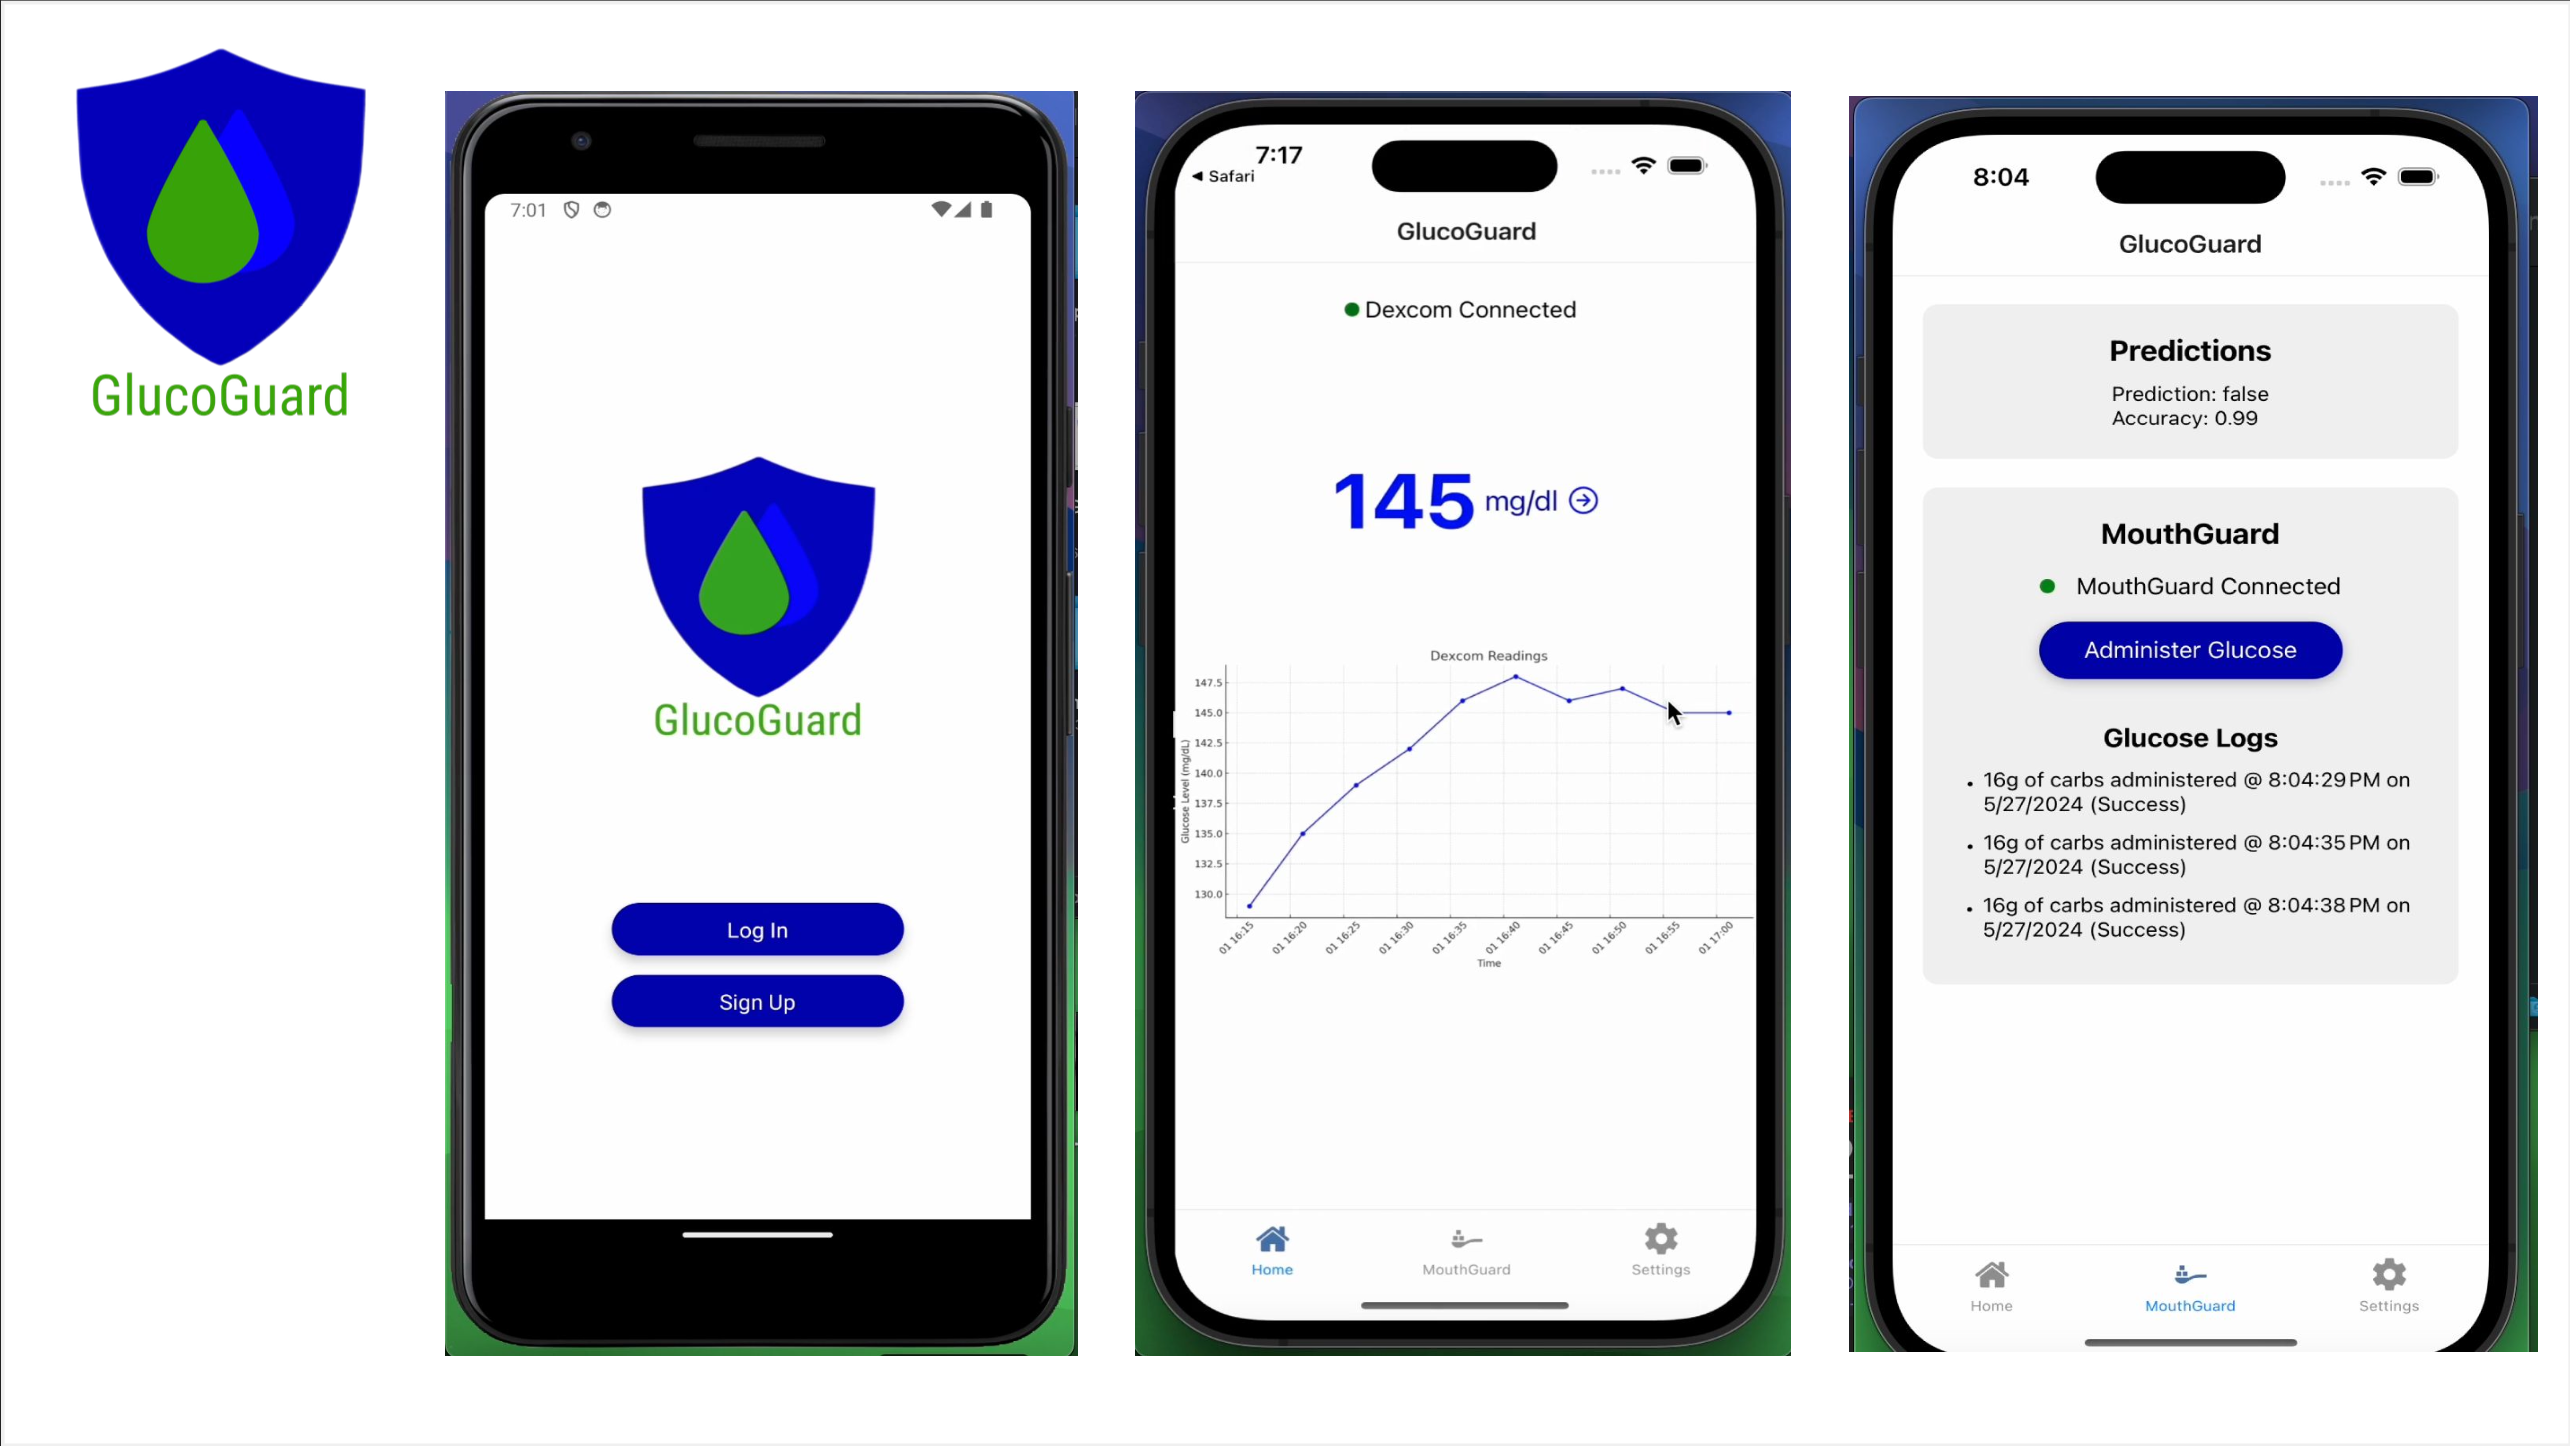 GlucoGuard
7:01
GlucoGuard
Log In
Sign Up
7:17
◀ Safari
GlucoGuard
Dexcom Connected
145 mg/dl
Dexcom Readings
147.5
145.0
142.5
140.0
137.5
135.0
132.5
130.0
Glucose Level (mg/dL)
01 16:15
01 16:20
01 16:25
01 16:30
01 16:35
01 16:40
01 16:45
01 16:50
01 16:55
01 17:00
Time
Home
MouthGuard
Settings
8:04
GlucoGuard
Predictions
Prediction: false
Accuracy: 0.99
MouthGuard
MouthGuard Connected
Administer Glucose
Glucose Logs
• 16g of carbs administered @ 8:04:29 PM on
5/27/2024 (Success)
• 16g of carbs administered @ 8:04:35 PM on
5/27/2024 (Success)
• 16g of carbs administered @ 8:04:38 PM on
5/27/2024 (Success)
Home
MouthGuard
Settings